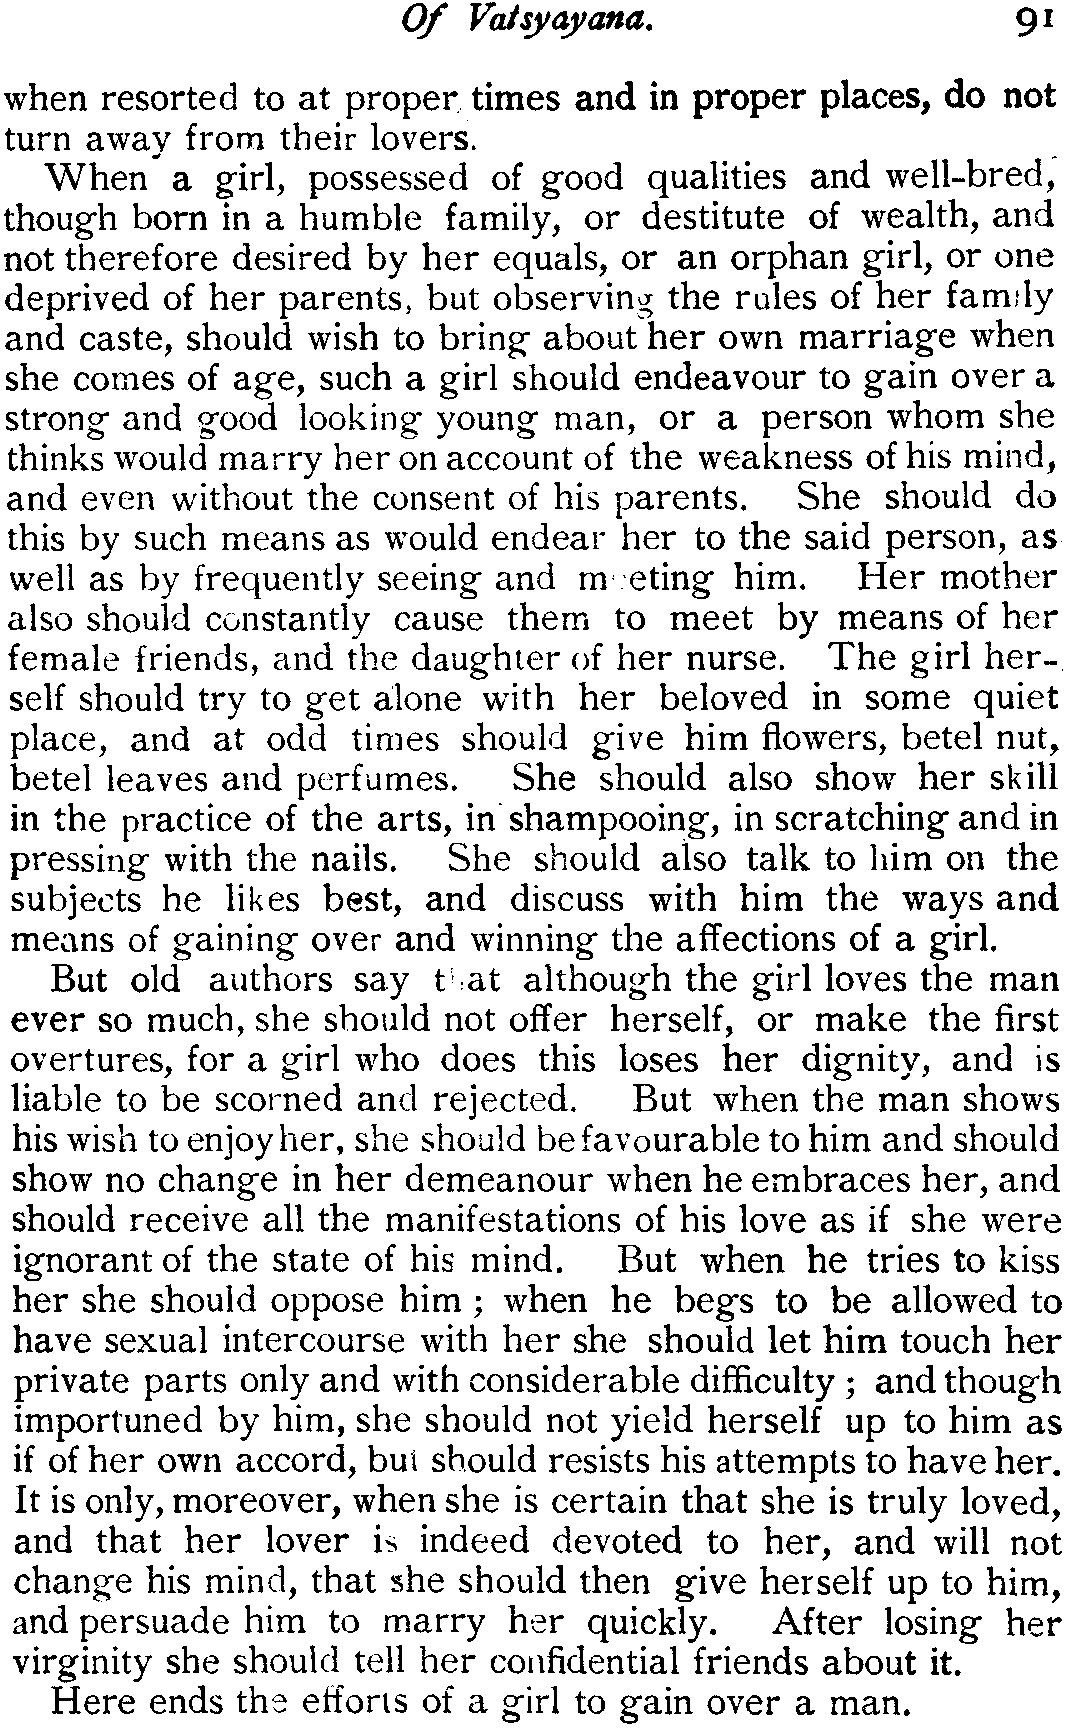 Of Vatsyayana. 91
when resorted to at proper times and in proper places, do not
turn away from their lovers.
When a girl, possessed of good qualities and well-bred,
though born in a humble family, or destitute of wealth, and
not therefore desired by her equals, or an orphan girl, or one
deprived of her parents, but observing the rules of her family
and caste, should wish to bring about her own marriage when
she comes of age, such a girl should endeavour to gain over a
strong and good looking young man, or a person whom she
thinks would marry her on account of the weakness of his mind,
and even without the consent of his parents. She should do
this by such means as would endear her to the said person, as
well as by frequently seeing and meeting him. Her mother
also should constantly cause them to meet by means of her
female friends, and the daughter of her nurse. The girl her-
self should try to get alone with her beloved in some quiet
place, and at odd times should give him flowers, betel nut,
betel leaves and perfumes. She should also show her skill
in the practice of the arts, in shampooing, in scratching and in
pressing with the nails. She should also talk to him on the
subjects he likes best, and discuss with him the ways and
means of gaining over and winning the affections of a girl.
But old authors say that although the girl loves the man
ever so much, she should not offer herself, or make the first
overtures, for a girl who does this loses her dignity, and is
liable to be scorned and rejected. But when the man shows
his wish to enjoy her, she should be favourable to him and should
show no change in her demeanour when he embraces her, and
should receive all the manifestations of his love as if she were
ignorant of the state of his mind. But when he tries to kiss
her she should oppose him ; when he begs to be allowed to
have sexual intercourse with her she should let him touch her
private parts only and with considerable difficulty ; and though
importuned by him, she should not yield herself up to him as
if of her own accord, but should resists his attempts to have her.
It is only, moreover, when she is certain that she is truly loved,
and that her lover is indeed devoted to her, and will not
change his mind, that she should then give herself up to him,
and persuade him to marry her quickly. After losing her
virginity she should tell her confidential friends about it.
Here ends the efforts of a girl to gain over a man.